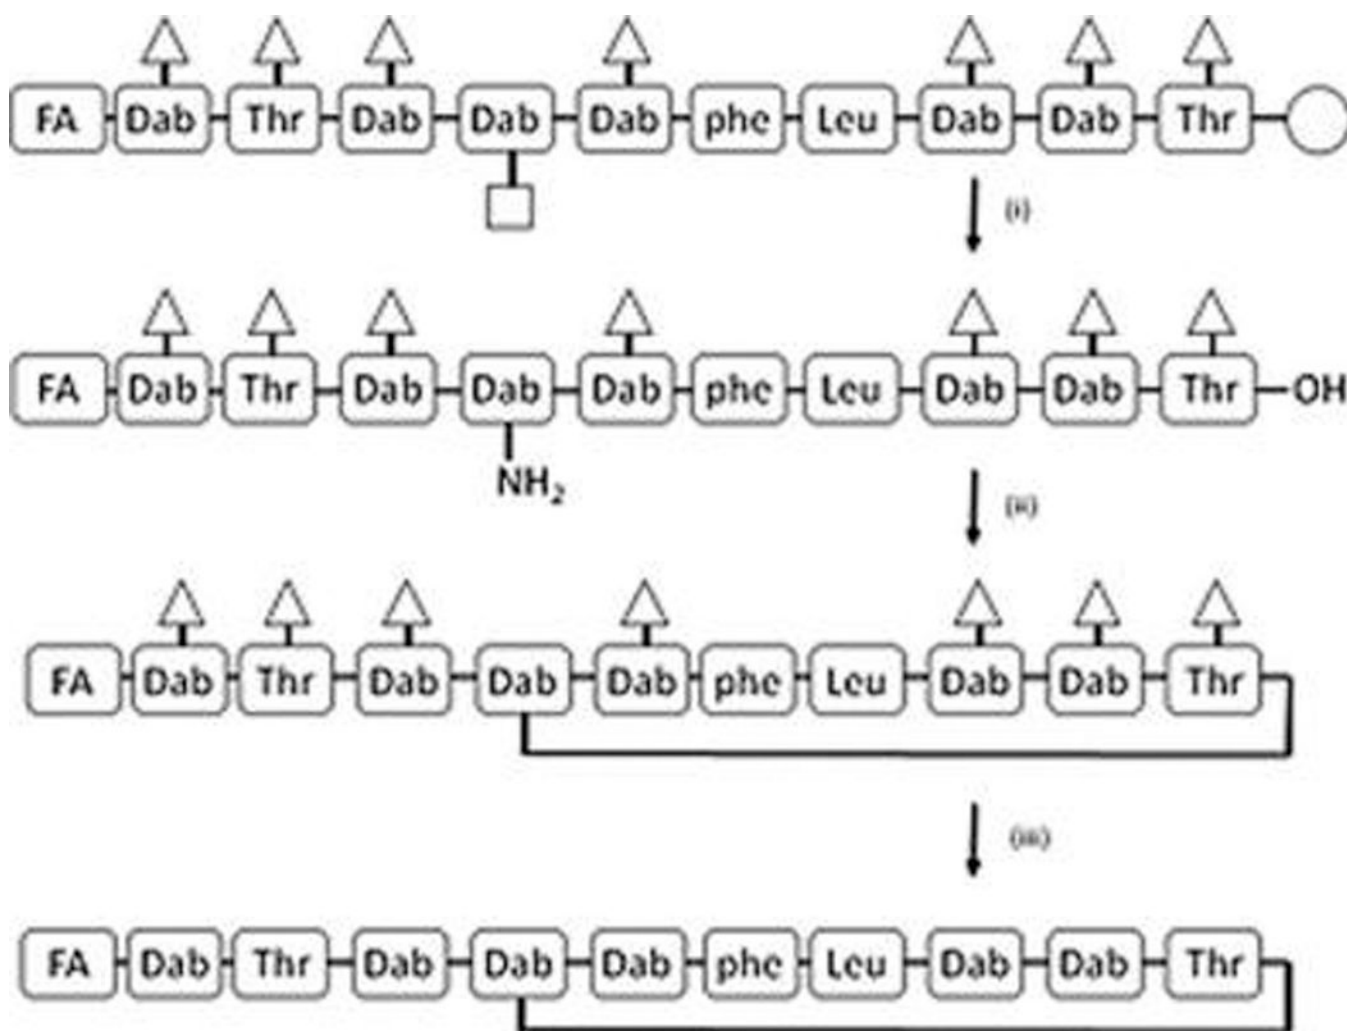 FA Dab Thr Dab Dab Dab phe Leu Dab Dab Thr
(i)
FA Dab Thr Dab Dab Dab phe Leu Dab Dab Thr OH
NH₂
(ii)
FA Dab Thr Dab Dab Dab phe Leu Dab Dab Thr
(iii)
FA Dab Thr Dab Dab Dab phe Leu Dab Dab Thr